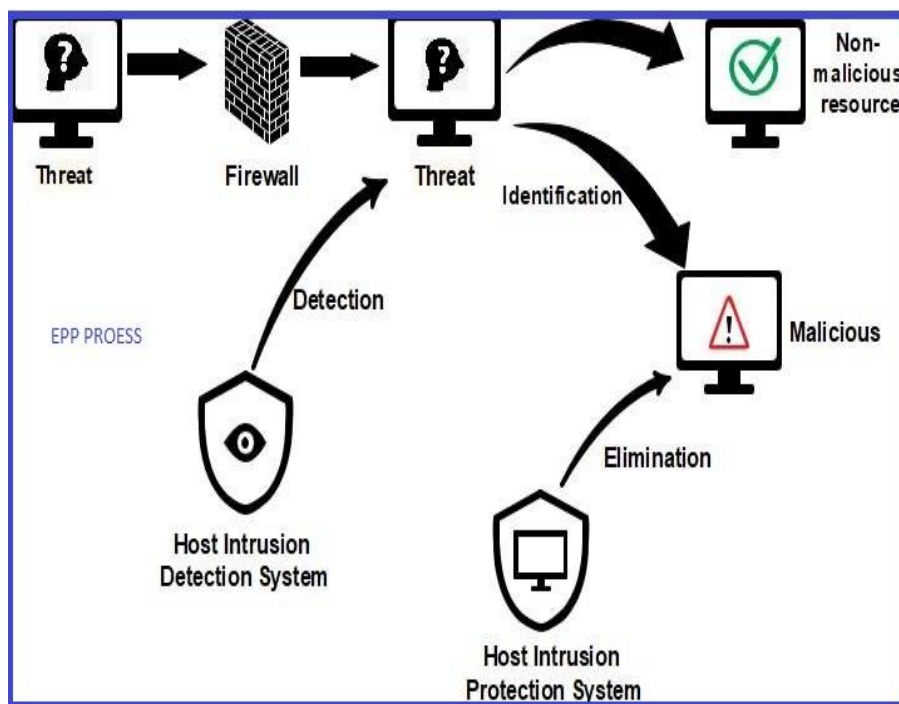 ?
?
Non-
malicious
resource
Threat
Firewall
Threat
Identification
Detection
EPP PROESS
!
Malicious
Elimination
Host Intrusion
Detection System
Host Intrusion
Protection System